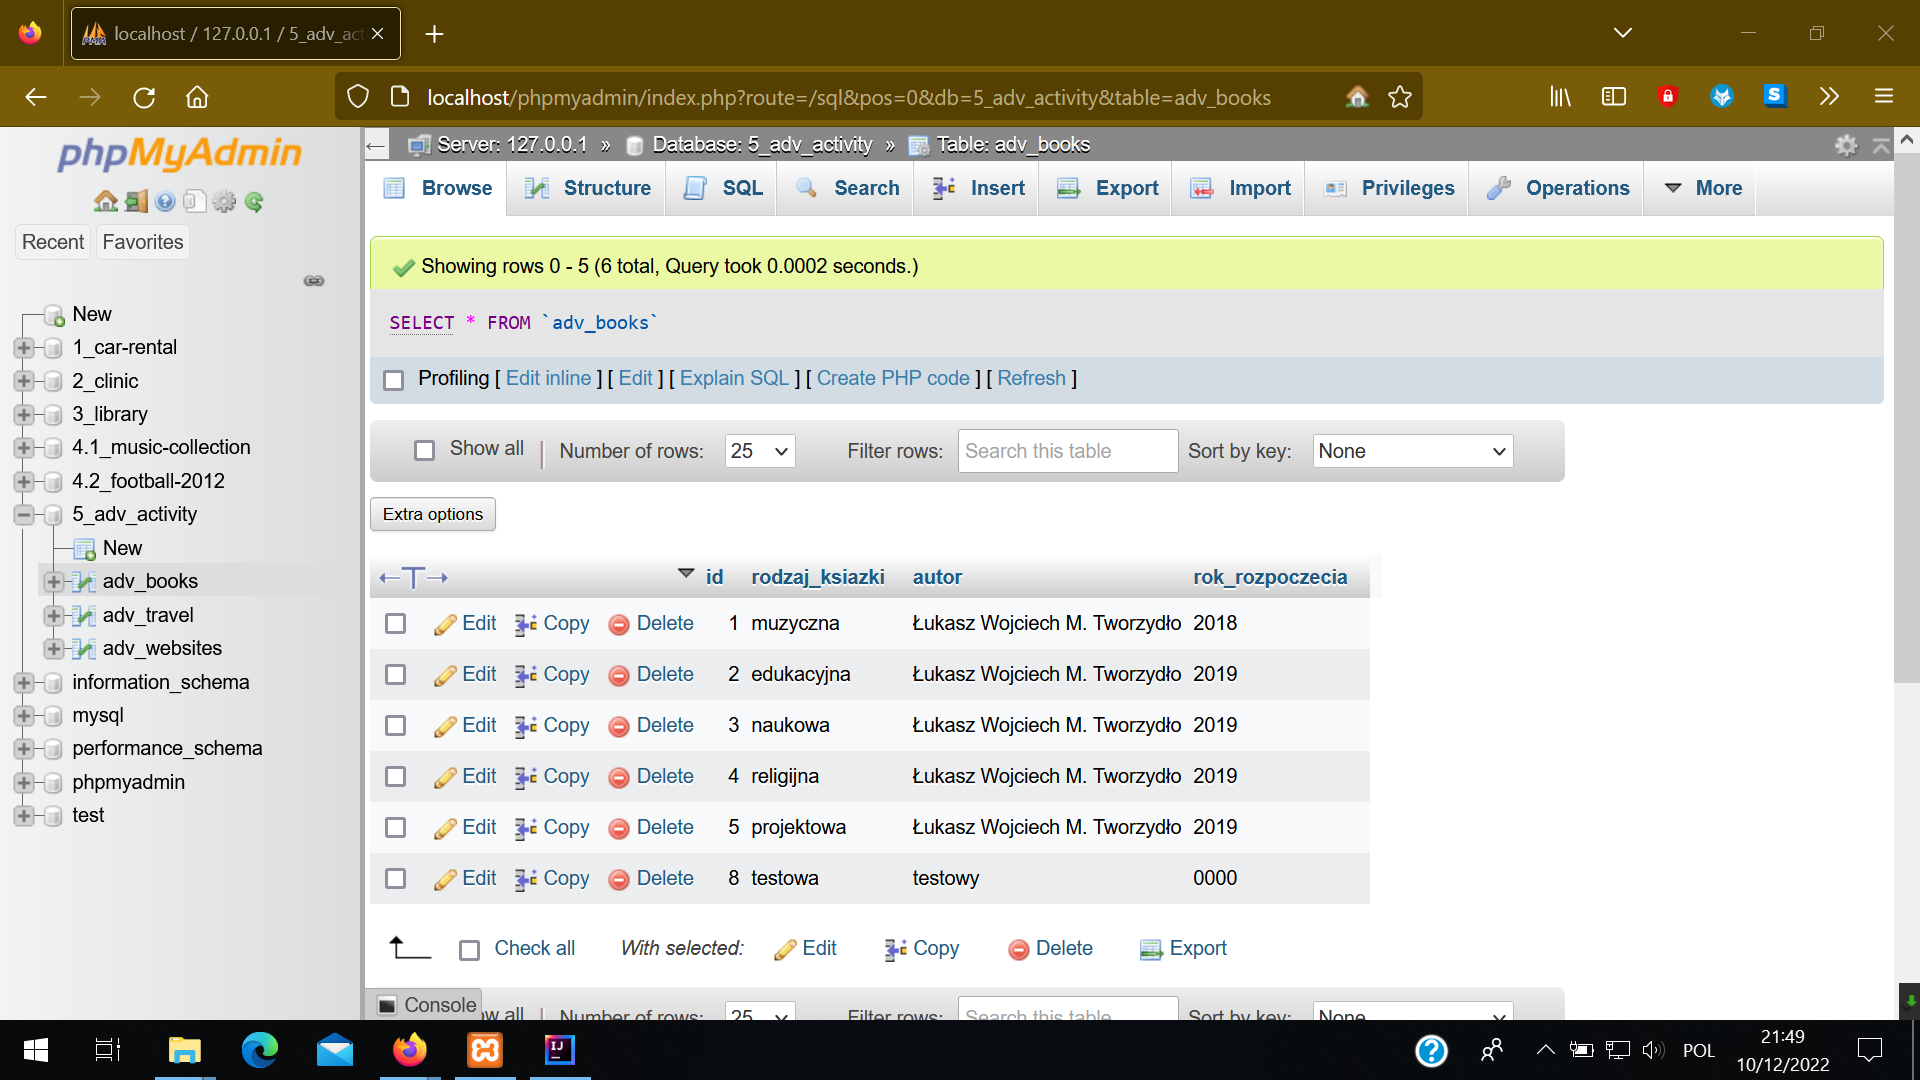 localhost / 127.0.0.1 / 5_adv_act
localhost/phpmyadmin/index.php?route=/sql&pos=0&db=5_adv_activity&table=adv_books
phpMyAdmin
Recent Favorites
New
1_car-rental
2_clinic
3_library
4.1_music-collection
4.2_football-2012
5_adv_activity
New
adv_books
adv_travel
adv_websites
information_schema
mysql
performance_schema
phpmyadmin
test
Server: 127.0.0.1 » Database: 5_adv_activity » Table: adv_books
Browse Structure SQL Search Insert Export Import Privileges Operations More
Showing rows 0 - 5 (6 total, Query took 0.0002 seconds.)
SELECT * FROM `adv_books`
Profiling [ Edit inline ] [ Edit ] [ Explain SQL ] [ Create PHP code ] [ Refresh ]
Show all Number of rows: 25 Filter rows: Search this table Sort by key: None
Extra options
id rodzaj_ksiazki autor rok_rozpoczecia
Edit Copy Delete 1 muzyczna Łukasz Wojciech M. Tworzydło 2018
Edit Copy Delete 2 edukacyjna Łukasz Wojciech M. Tworzydło 2019
Edit Copy Delete 3 naukowa Łukasz Wojciech M. Tworzydło 2019
Edit Copy Delete 4 religijna Łukasz Wojciech M. Tworzydło 2019
Edit Copy Delete 5 projektowa Łukasz Wojciech M. Tworzydło 2019
Edit Copy Delete 8 testowa testowy 0000
Check all With selected: Edit Copy Delete Export
Console
ow all Number of rows: 25 Filter rows: Search this table Sort by key: None
POL
21:49
10/12/2022